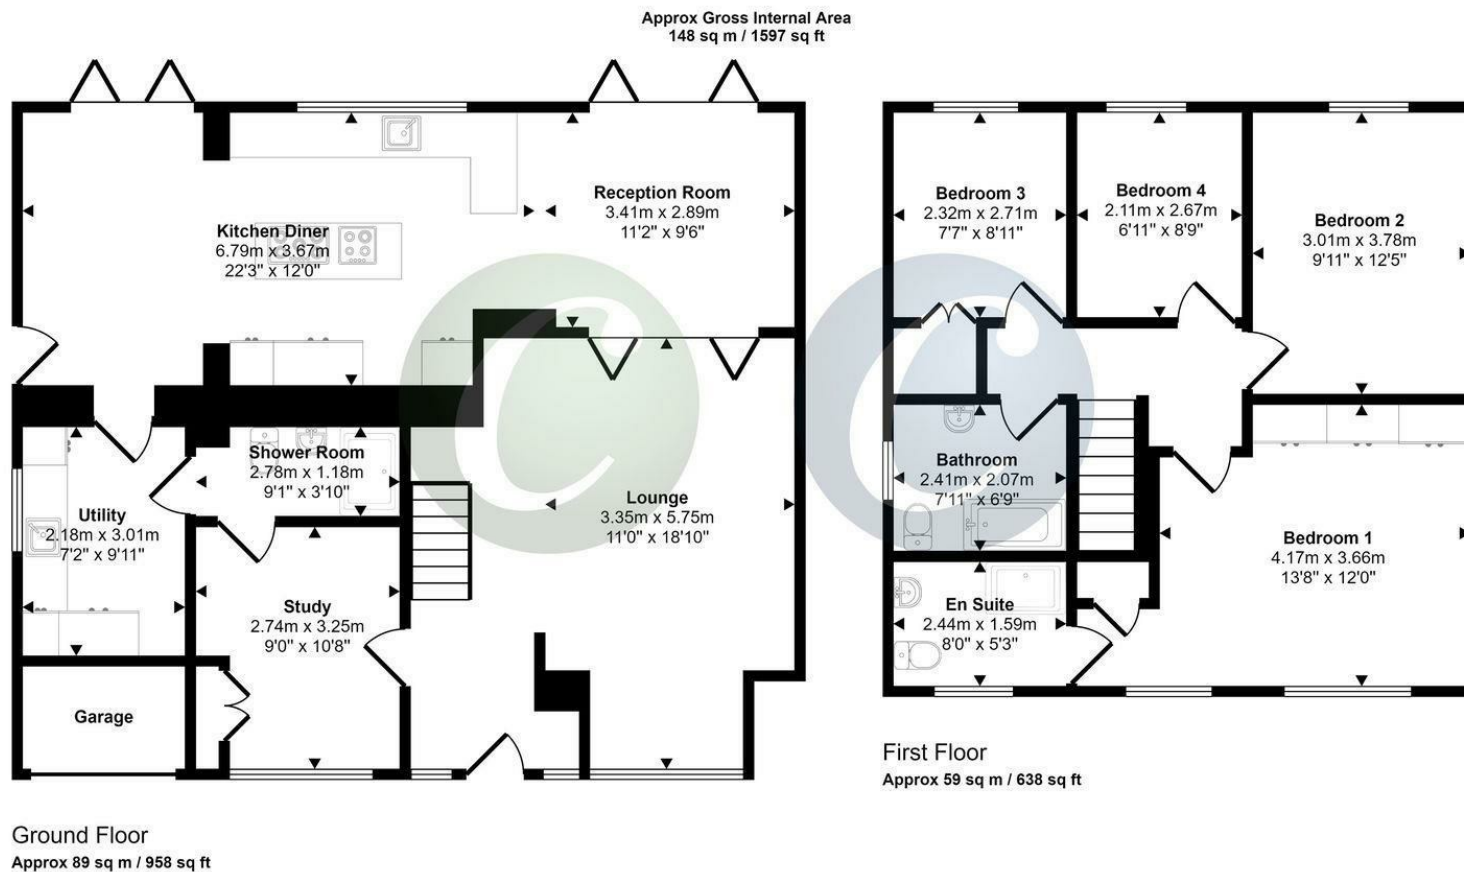 Approx Gross Internal Area
148 sq m / 1597 sq ft
Kitchen Diner
6.79m x 3.67m
22'3" x 12'0"
Reception Room
3.41m x 2.89m
11'2" x 9'6"
Shower Room
2.78m x 1.18m
9'1" x 3'10"
Utility
2.18m x 3.01m
7'2" x 9'11"
Lounge
3.35m x 5.75m
11'0" x 18'10"
Study
2.74m x 3.25m
9'0" x 10'8"
Garage
Ground Floor
Approx 89 sq m / 958 sq ft
Bedroom 3
2.32m x 2.71m
7'7" x 8'11"
Bedroom 4
2.11m x 2.67m
6'11" x 8'9"
Bedroom 2
3.01m x 3.78m
9'11" x 12'5"
Bathroom
2.41m x 2.07m
7'11" x 6'9"
Bedroom 1
4.17m x 3.66m
13'8" x 12'0"
En Suite
2.44m x 1.59m
8'0" x 5'3"
First Floor
Approx 59 sq m / 638 sq ft
C C